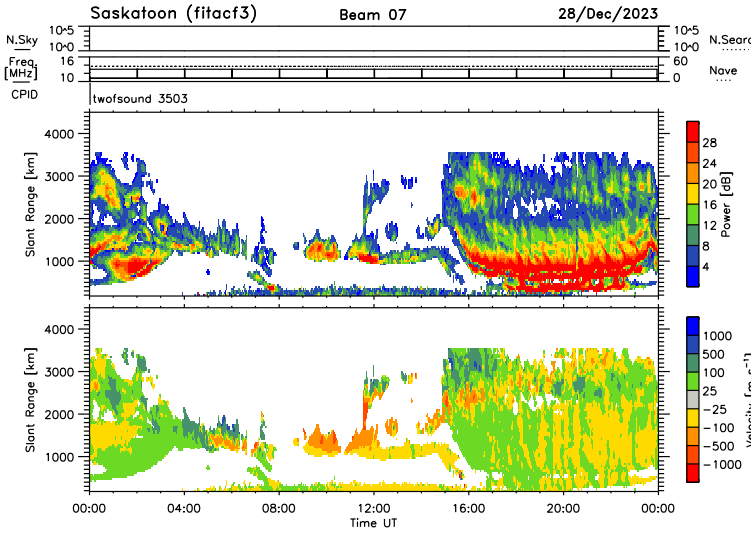 Saskatoon (fitacf3) Beam 07 28/Dec/2023
N.Sky 10^5 10^0 10^5 10^0 N.Sear
Freq. [MHz] 16 10 60 0 Nave
CPID twofsound 3503
Slant Range [km] 4000 3000 2000 1000
28 24 20 16 12 8 4 Power [dB]
Slant Range [km] 4000 3000 2000 1000
1000 500 100 25 -25 -100 -500 -1000 Velocity [m s^-1]
00:00 04:00 08:00 12:00 16:00 20:00 00:00
Time UT